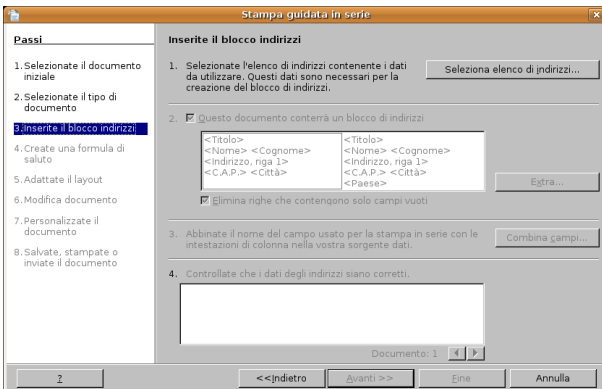 Stampa guidata in serie
Passi
1. Selezionate il documento
iniziale
2. Selezionate il tipo di
documento
3. Inserite il blocco indirizzi
4. Create una formula di
saluto
5. Adattate il layout
6. Modifica documento
7. Personalizzate il
documento
8. Salvate, stampate o
inviate il documento
Inserite il blocco indirizzi
1. Selezionate l'elenco di indirizzi contenente i dati
da utilizzare. Questi dati sono necessari per la
creazione del blocco di indirizzi.
Seleziona elenco di indirizzi...
2. Questo documento conterrà un blocco di indirizzi
<Titolo>
<Nome> <Cognome>
<Indirizzo, riga 1>
<C.A.P.> <Città>
<Titolo>
<Nome> <Cognome>
<Indirizzo, riga 1>
<C.A.P.> <Città>
<Paese>
Extra...
Elimina righe che contengono solo campi vuoti
3. Abbinate il nome del campo usato per la stampa in serie con le
intestazioni di colonna nella vostra sorgente dati.
Combina campi...
4. Controllate che i dati degli indirizzi siano corretti.
Documento: 1
?
<<Indietro
Avanti >>
Fine
Annulla